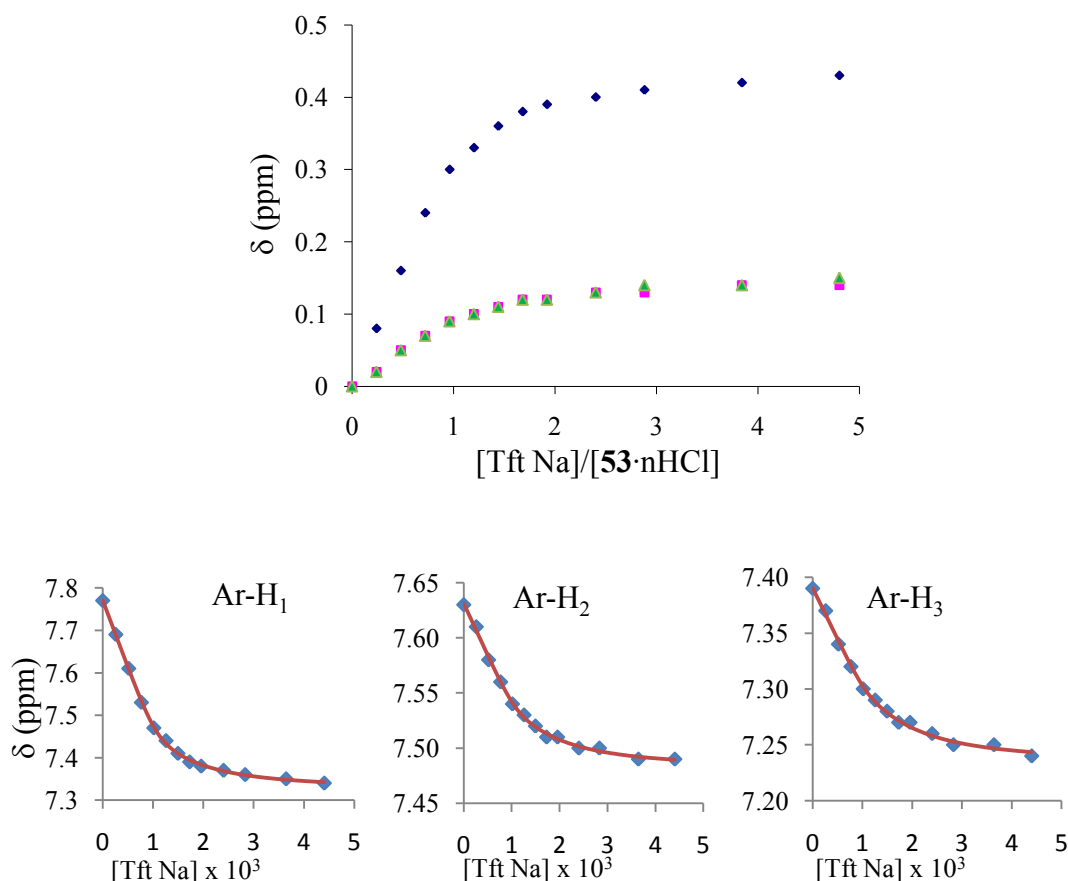 0.5
0.4
0.3
0.2
0.1
0
δ (ppm)
0 1 2 3 4 5
[Tft Na]/[53·nHCl]
7.8
7.7
7.6
7.5
7.4
7.3
δ (ppm)
Ar-H₁
0 1 2 3 4 5
[Tft Na] x 10³
7.65
7.60
7.55
7.50
7.45
Ar-H₂
0 1 2 3 4 5
[Tft Na] x 10³
7.40
7.35
7.30
7.25
7.20
Ar-H₃
0 1 2 3 4 5
[Tft Na] x 10³